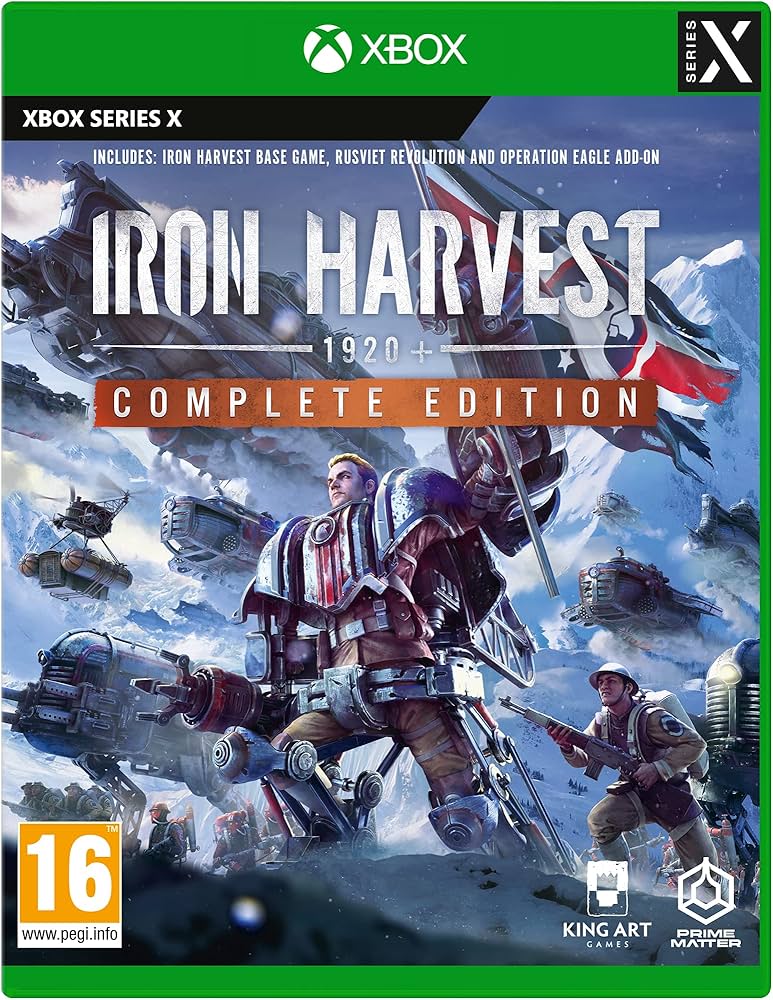 XBOX
SERIES X
XBOX SERIES X
INCLUDES: IRON HARVEST BASE GAME, RUSVIET REVOLUTION AND OPERATION EAGLE ADD-ON
IRON HARVEST
1920+
COMPLETE EDITION
16
TM
www.pegi.info
KING ART
GAMES
PRIME
MATTER